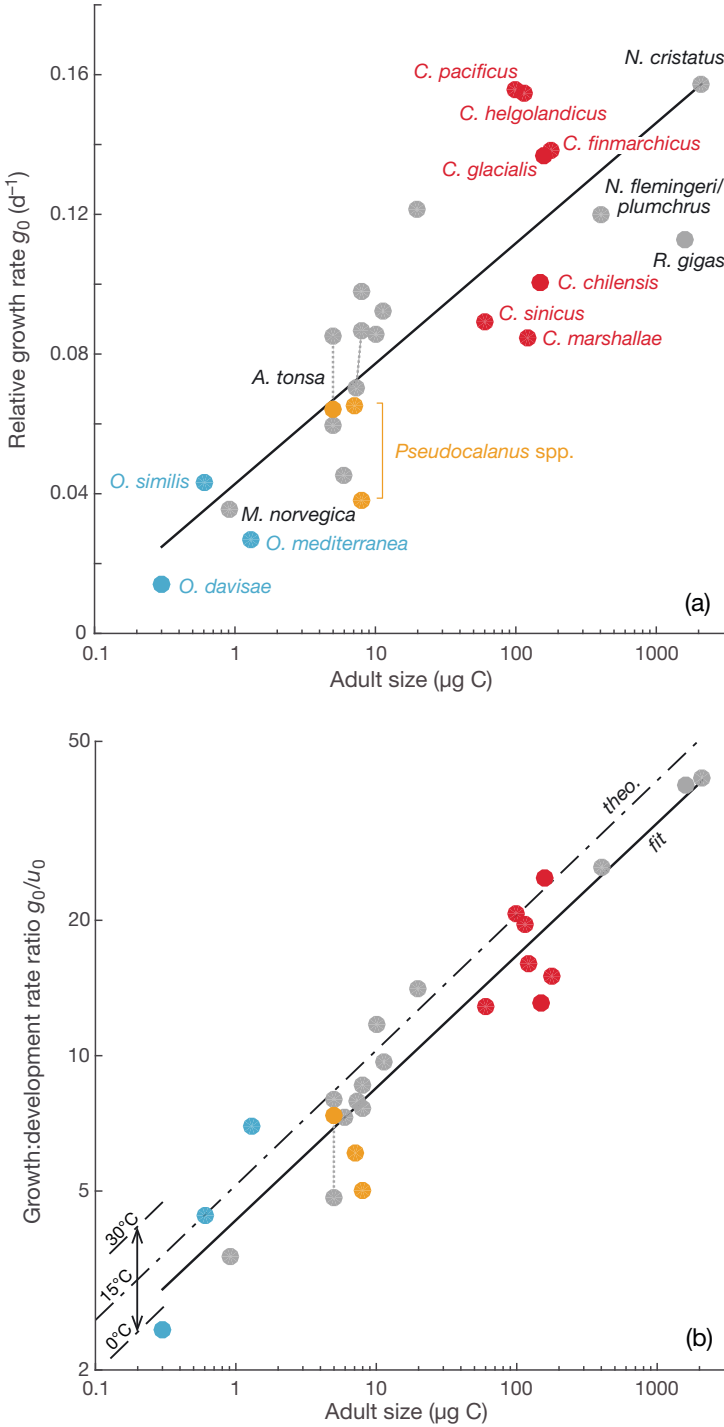 0.16
0.12
0.08
0.04
0
Relative growth rate g₀ (d⁻¹)
C. pacificus
N. cristatus
C. helgolandicus
C. finmarchicus
C. glacialis
N. flemingeri/
plumchrus
R. gigas
C. chilensis
C. sinicus
C. marshallae
A. tonsa
Pseudocalanus spp.
O. similis
M. norvegica
O. mediterranea
O. davisae
(a)
0.1 1 10 100 1000
Adult size (µg C)
50
20
10
5
2
Growth:development rate ratio g₀/u₀
theo.
fit
30°C
15°C
0°C
(b)
0.1 1 10 100 1000
Adult size (µg C)